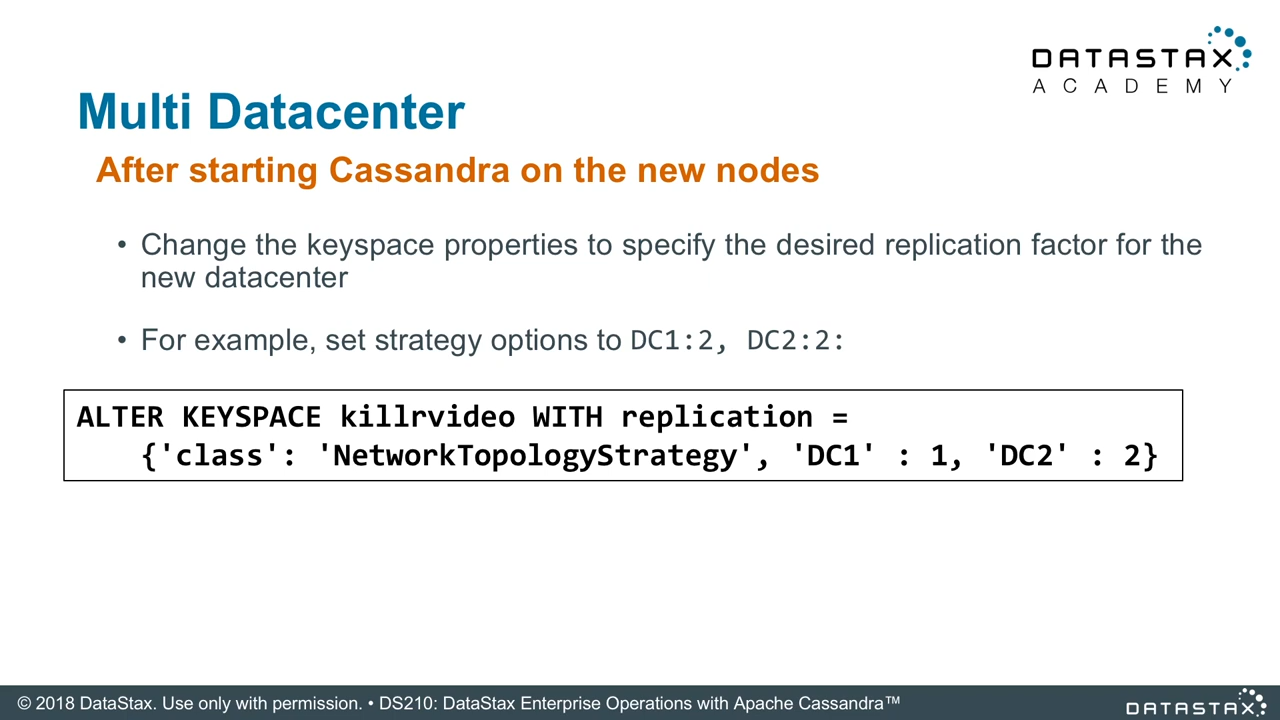 DATASTAX
ACADEMY
Multi Datacenter
After starting Cassandra on the new nodes
• Change the keyspace properties to specify the desired replication factor for the
new datacenter
• For example, set strategy options to DC1:2, DC2:2:
ALTER KEYSPACE killrvideo WITH replication =
{'class': 'NetworkTopologyStrategy', 'DC1' : 1, 'DC2' : 2}
© 2018 DataStax. Use only with permission. • DS210: DataStax Enterprise Operations with Apache Cassandra™
DATASTAX